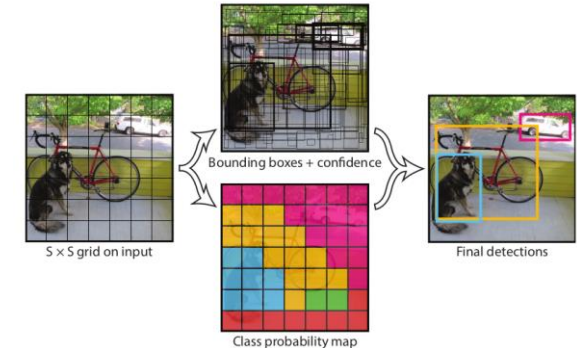 S × S grid on input
Bounding boxes + confidence
Class probability map
Final detections